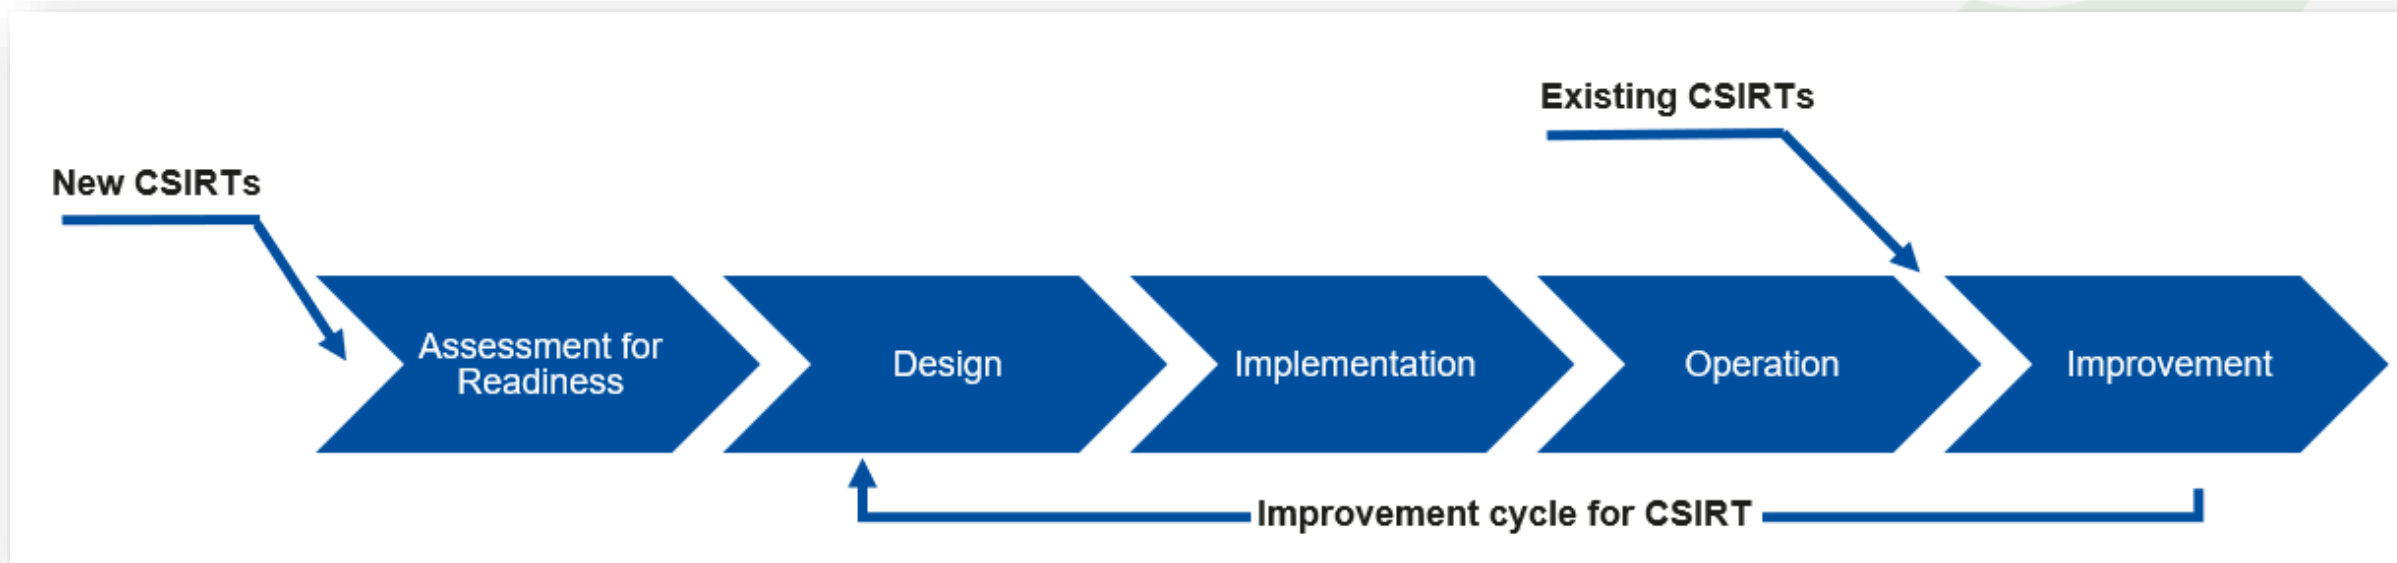 Existing CSIRTs
New CSIRTs
Assessment for
Readiness
Design
Implementation
Operation
Improvement
Improvement cycle for CSIRT